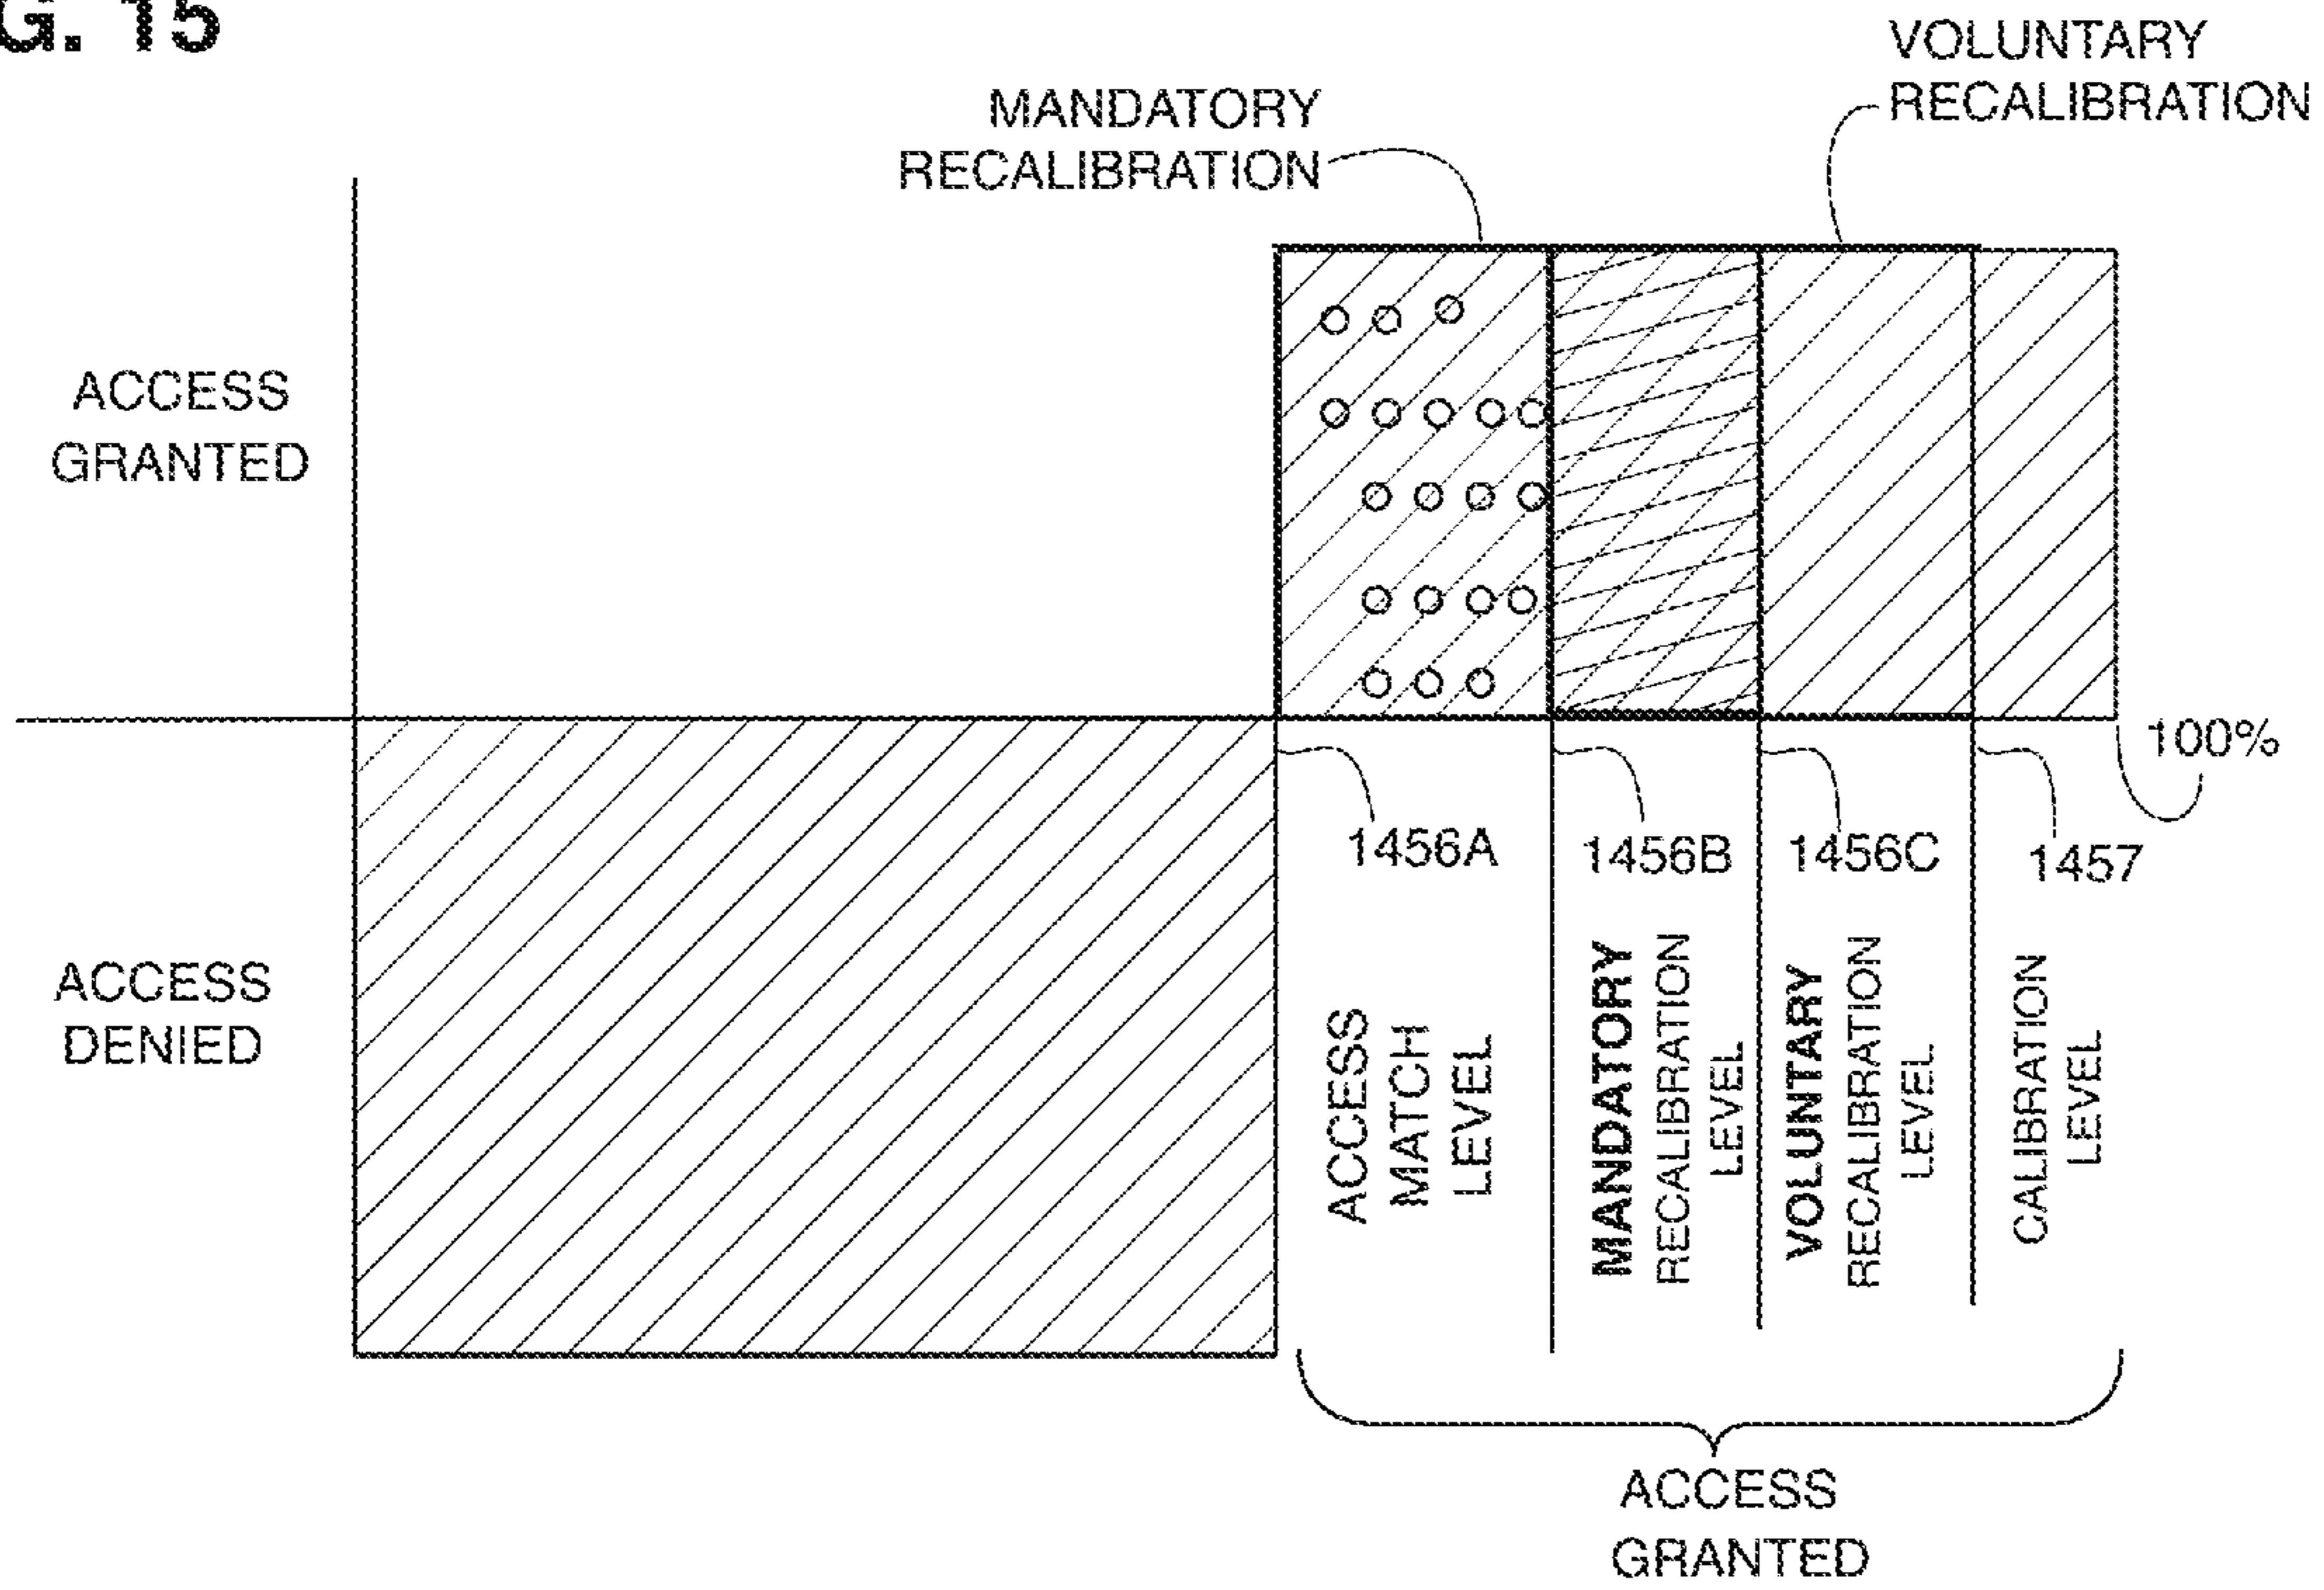 G. 15
VOLUNTARY
RECALIBRATION
MANDATORY
RECALIBRATION
ACCESS
GRANTED
100%
1456A
1456B
1456C
1457
ACCESS
DENIED
ACCESS
MATCH
LEVEL
MANDATORY
RECALIBRATION
LEVEL
VOLUNTARY
RECALIBRATION
LEVEL
CALIBRATION
LEVEL
ACCESS
GRANTED